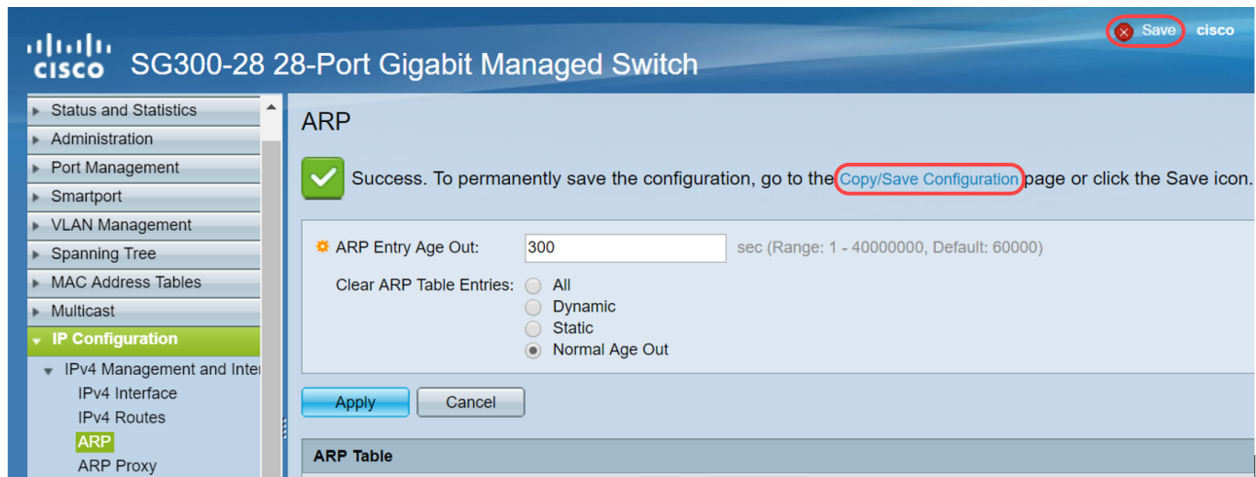 Save cisco
CISCO SG300-28 28-Port Gigabit Managed Switch
Status and Statistics
Administration
Port Management
Smartport
VLAN Management
Spanning Tree
MAC Address Tables
Multicast
IP Configuration
IPv4 Management and Inte
IPv4 Interface
IPv4 Routes
ARP
ARP Proxy
ARP
Success. To permanently save the configuration, go to the Copy/Save Configuration page or click the Save icon.
ARP Entry Age Out: 300 sec (Range: 1 - 40000000, Default: 60000)
Clear ARP Table Entries: All
Dynamic
Static
Normal Age Out
Apply Cancel
ARP Table